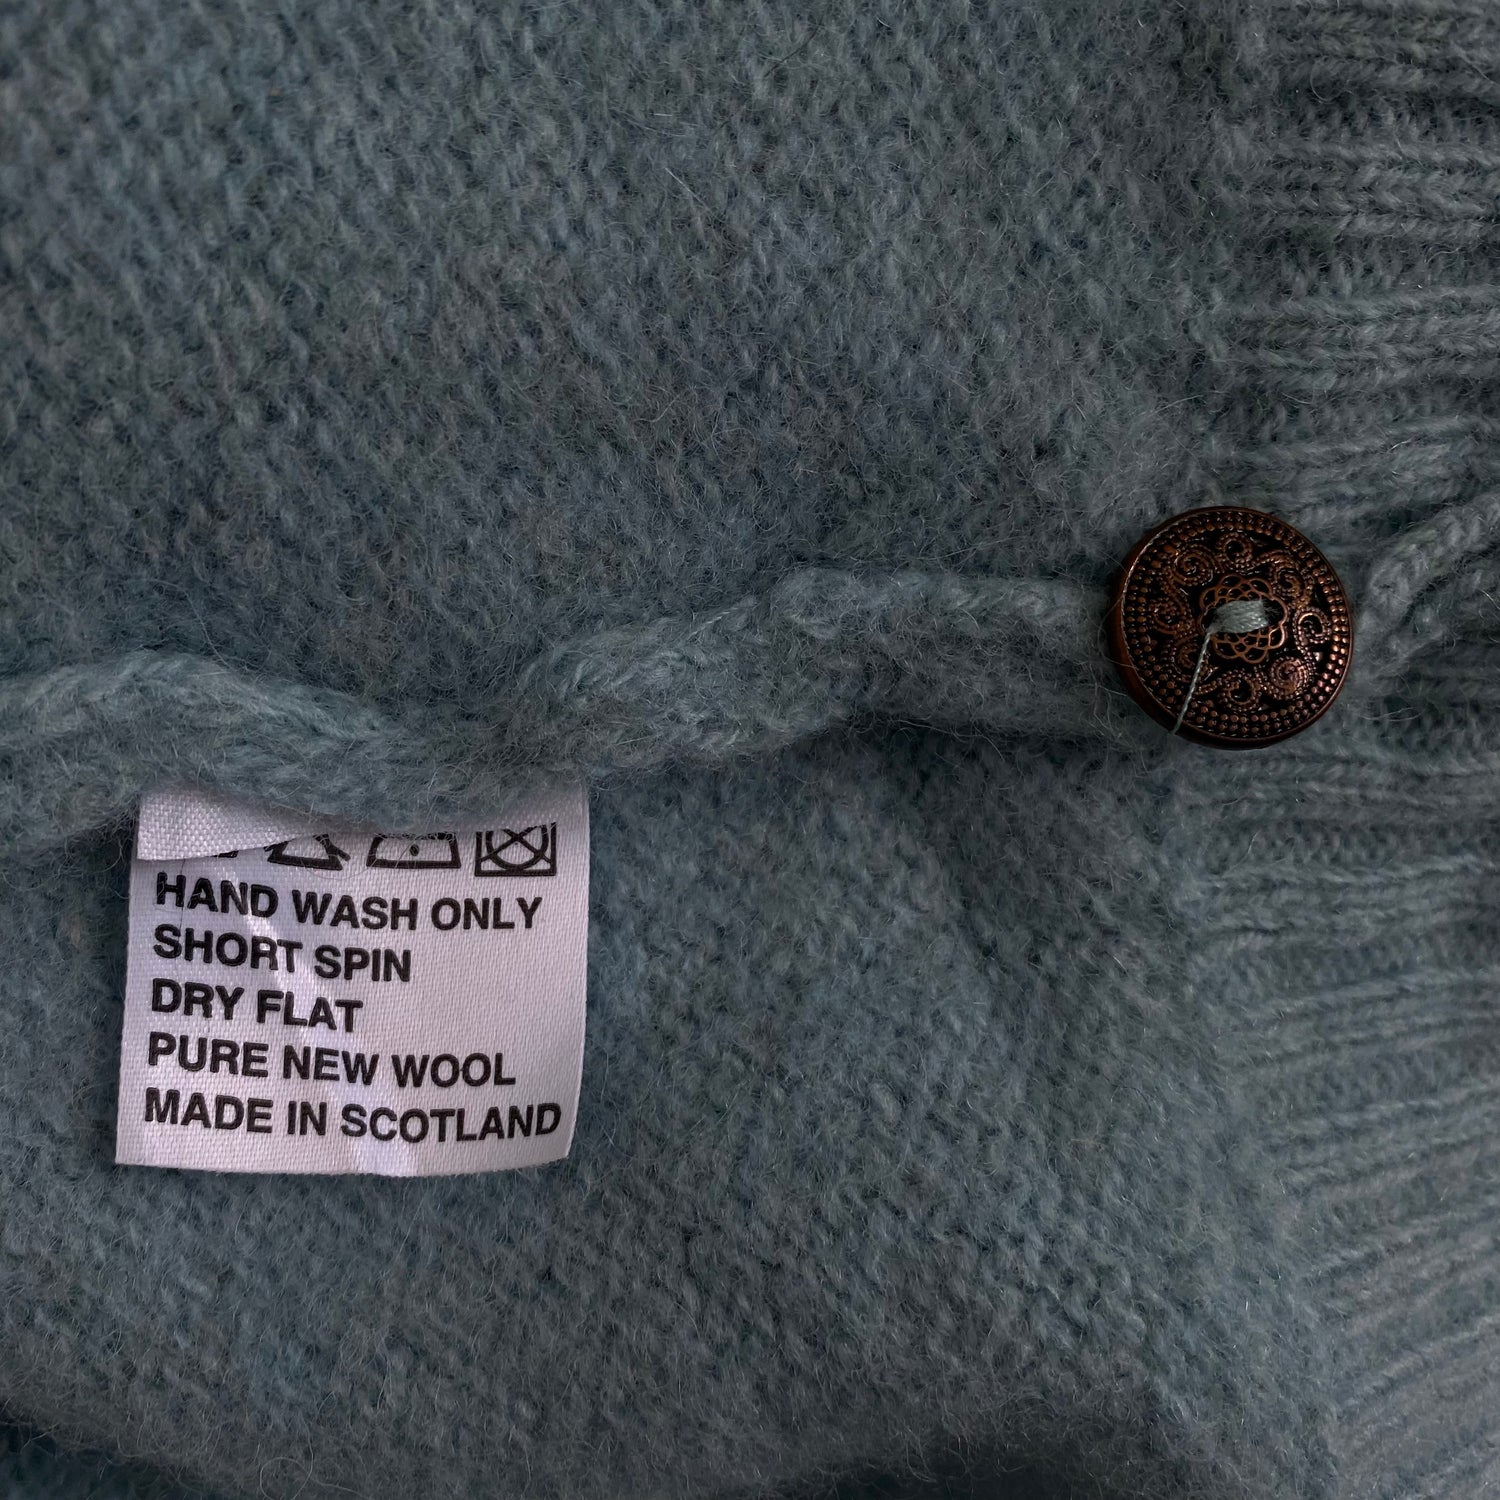 HAND WASH ONLY
SHORT SPIN
DRY FLAT
PURE NEW WOOL
MADE IN SCOTLAND